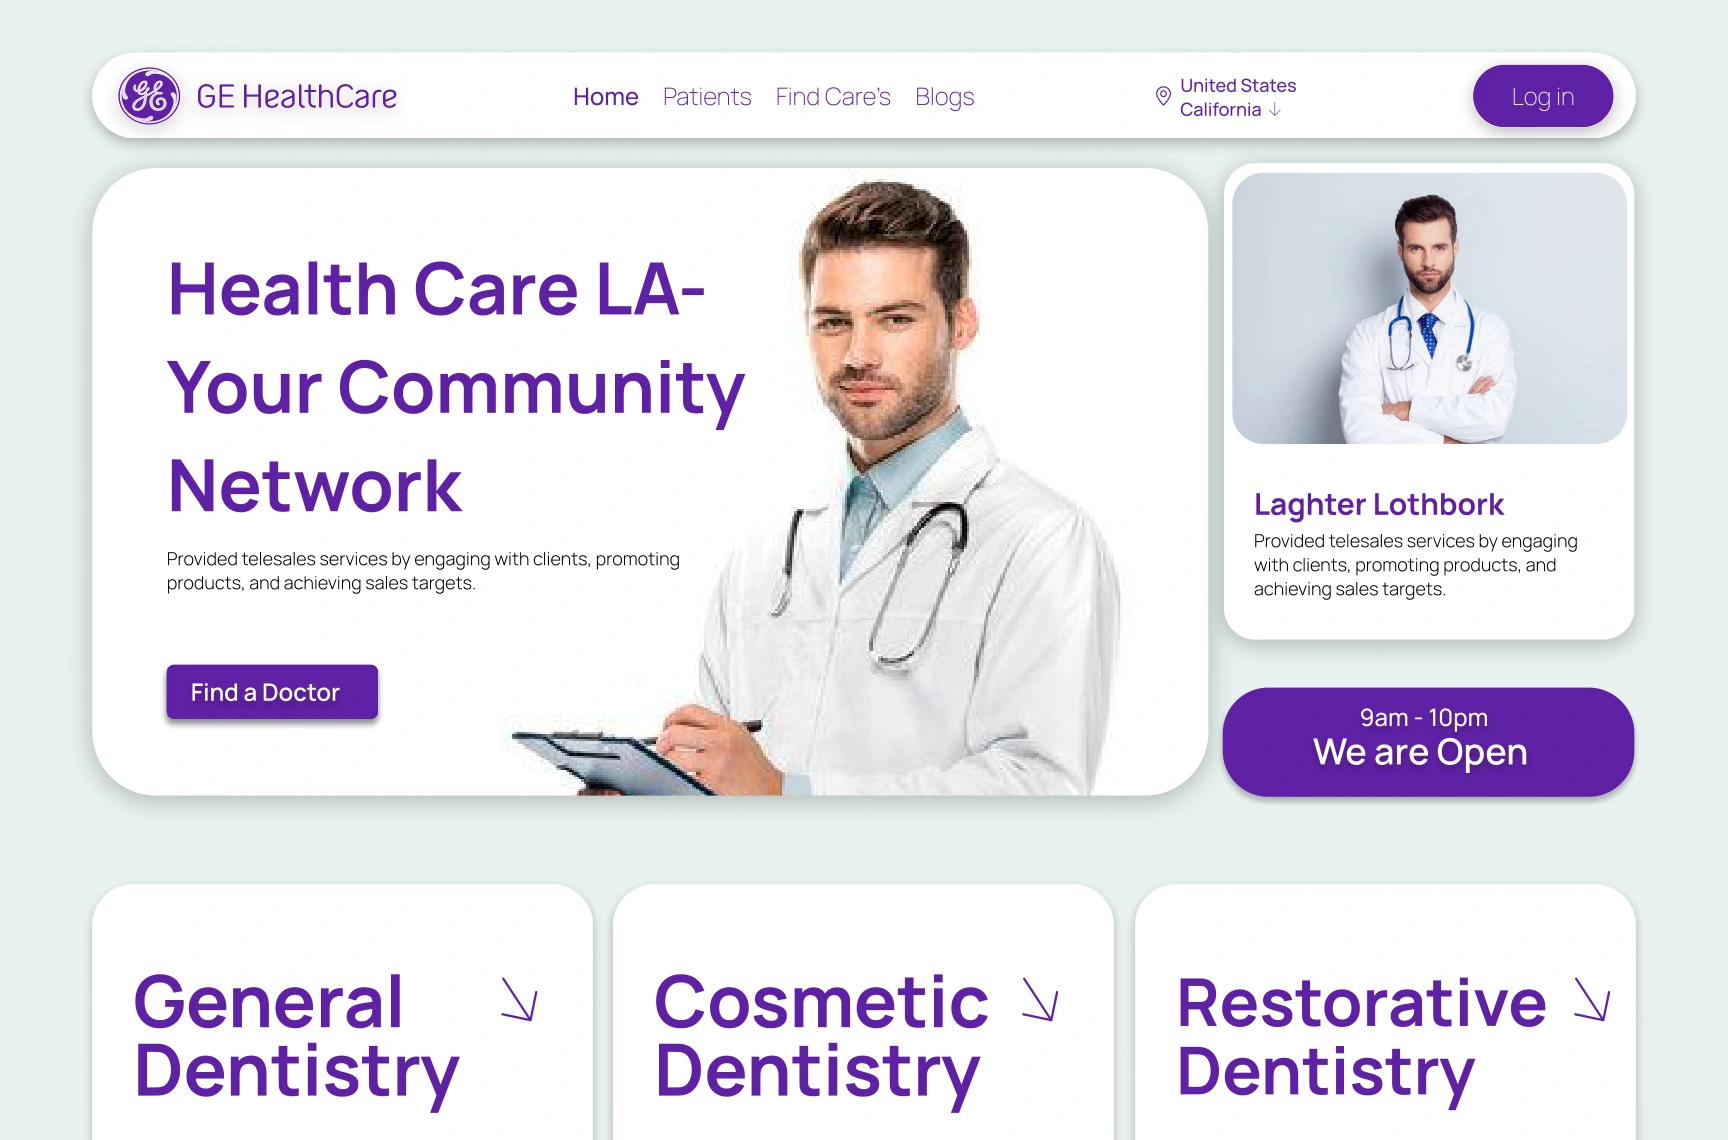 GE HealthCare
Home
Patients
Find Care's
Blogs
United States
California
Log in
Health Care LA-
Your Community
Network
Provided telesales services by engaging with clients, promoting
products, and achieving sales targets.
Find a Doctor
Laghter Lothbork
Provided telesales services by engaging
with clients, promoting products, and
achieving sales targets.
9am - 10pm
We are Open
General
Dentistry
Cosmetic
Dentistry
Restorative
Dentistry